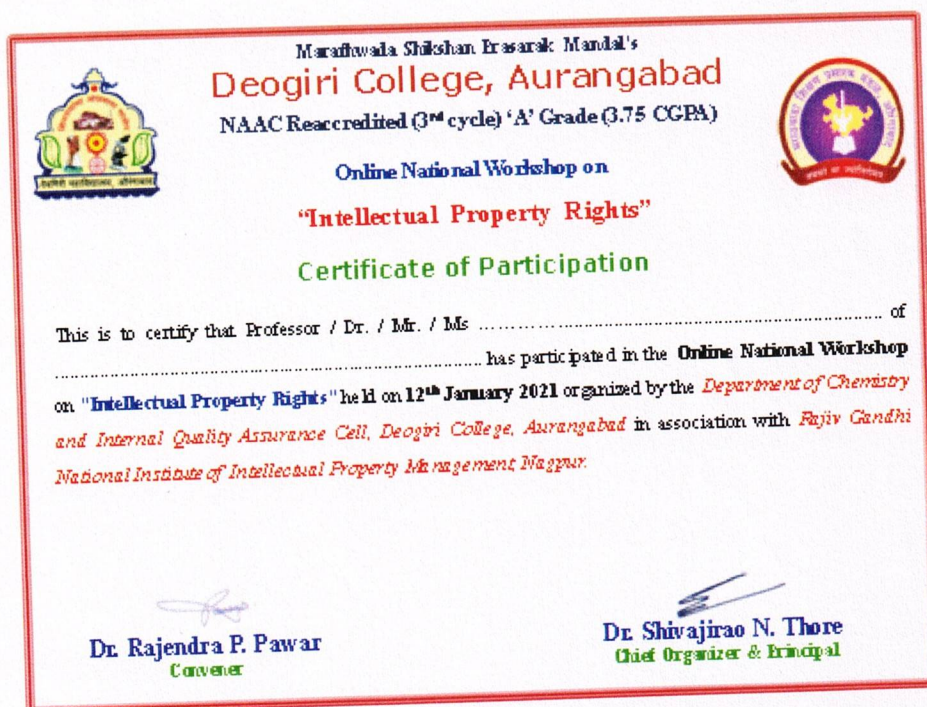 Marathwada Shikshan Prasarak Mandal's
Deogiri College, Aurangabad
NAAC Reaccredited (3rd cycle) 'A' Grade (3.75 CGPA)
Online National Workshop on
"Intellectual Property Rights"
Certificate of Participation
This is to certify that Professor / Dr. / Mr. / Ms ........................................................................ of
........................................................................ has participated in the Online National Workshop
on "Intellectual Property Rights" held on 12th January 2021 organized by the Department of Chemistry
and Internal Quality Assurance Cell, Deogiri College, Aurangabad in association with Rajiv Gandhi
National Institute of Intellectual Property Management, Nagpur.
Dr. Rajendra P. Pawar
Convener
Dr. Shivajirao N. Thore
Chief Organizer & Principal